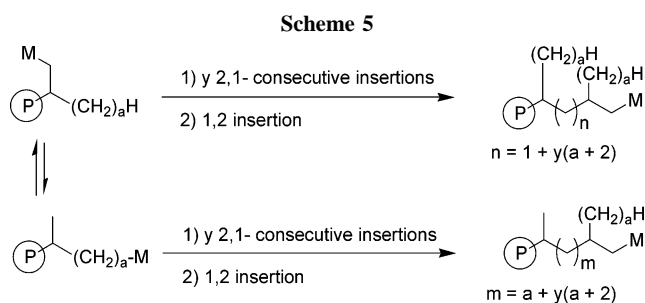 Scheme 5
M
P
(CH2)aH
1) y 2,1- consecutive insertions
2) 1,2 insertion
(CH2)aH
(CH2)aH
P
( )n
M
n = 1 + y(a + 2)
P
(CH2)a-M
1) y 2,1- consecutive insertions
2) 1,2 insertion
(CH2)aH
P
( )m
M
m = a + y(a + 2)